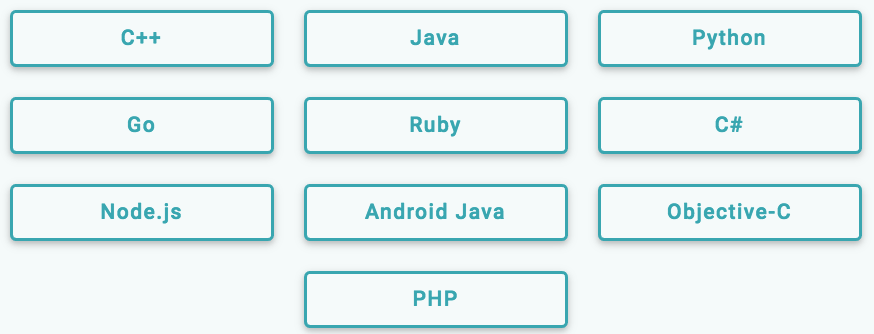 C++
Java
Python
Go
Ruby
C#
Node.js
Android Java
Objective-C
PHP